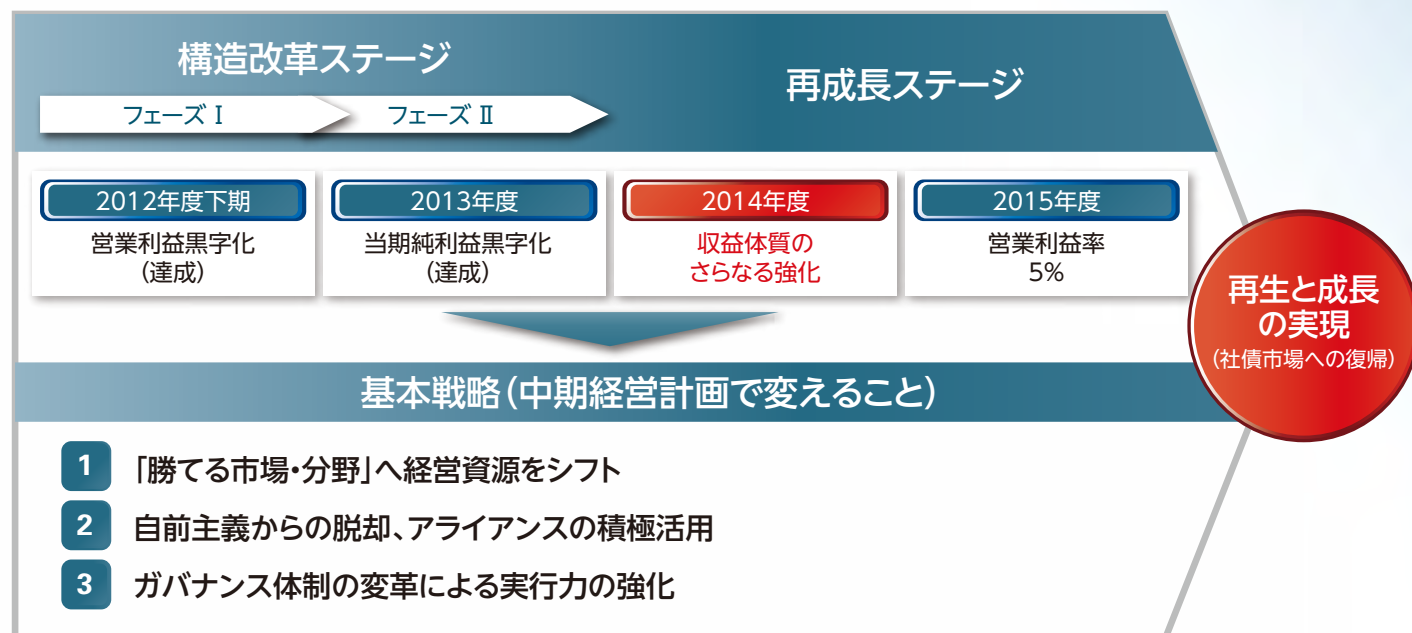 構造改革ステージ
再成長ステージ
フェーズ Ⅰ
フェーズ Ⅱ
2012年度下期
営業利益黒字化
(達成)
2013年度
当期純利益黒字化
(達成)
2014年度
収益体質の
さらなる強化
2015年度
営業利益率
5%
再生と成長
の実現
(社債市場への復帰)
基本戦略(中期経営計画で変えること)
1 「勝てる市場・分野」へ経営資源をシフト
2 自前主義からの脱却、アライアンスの積極活用
3 ガバナンス体制の変革による実行力の強化